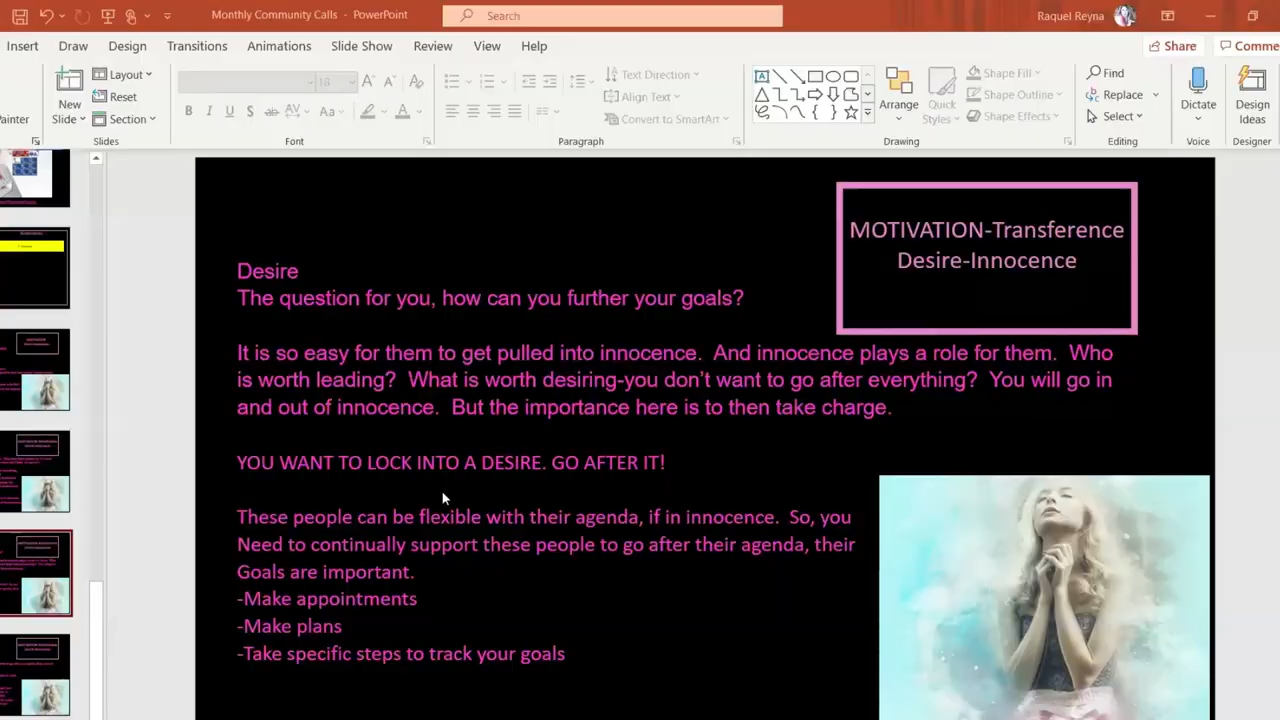 Monthly Community Calls - PowerPoint
Search
Raquel Reyna
Insert Draw Design Transitions Animations Slide Show Review View Help
Share
Comme
Painter
New
Slide
Layout
Reset
Section
Slides
18
B I U S ab AV Aa A
Font
Paragraph
Text Direction
Align Text
Convert to SmartArt
Arrange
Quick
Styles
Shape Fill
Shape Outline
Shape Effects
Drawing
Find
Replace
Select
Editing
Dictate
Voice
Design
Ideas
Designer
MOTIVATION-Transference
Desire-Innocence
Desire
The question for you, how can you further your goals?
It is so easy for them to get pulled into innocence. And innocence plays a role for them. Who
is worth leading? What is worth desiring-you don't want to go after everything? You will go in
and out of innocence. But the importance here is to then take charge.
YOU WANT TO LOCK INTO A DESIRE. GO AFTER IT!
These people can be flexible with their agenda, if in innocence. So, you
Need to continually support these people to go after their agenda, their
Goals are important.
-Make appointments
-Make plans
-Take specific steps to track your goals